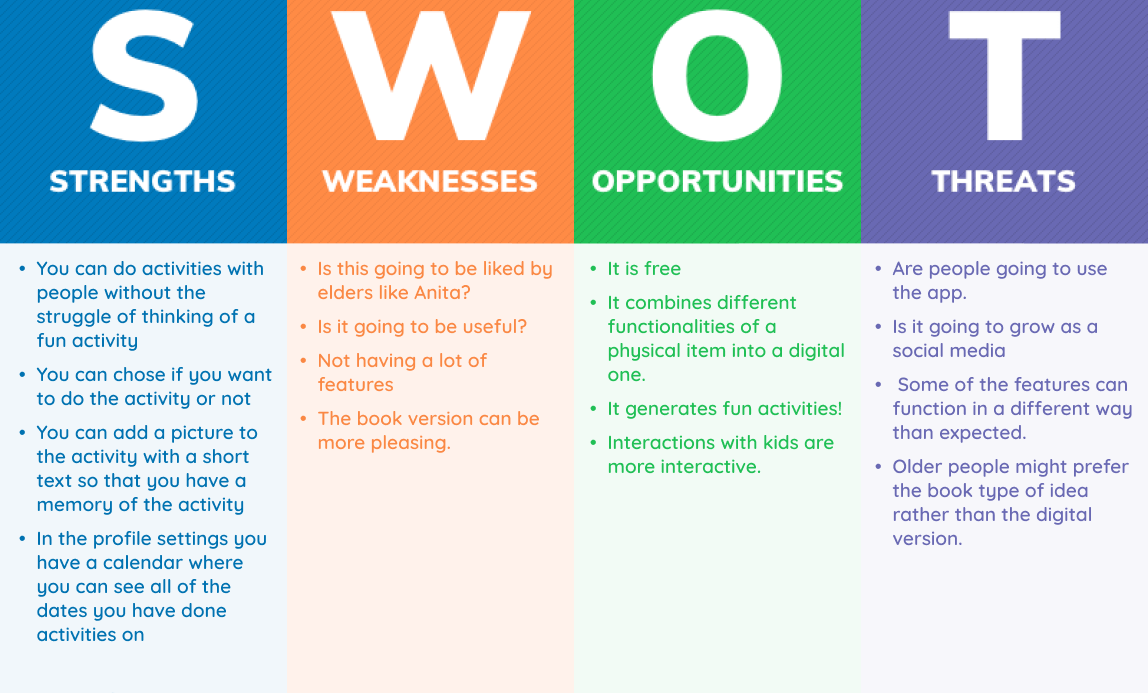 S
STRENGTHS
• You can do activities with
people without the
struggle of thinking of a
fun activity
• You can chose if you want
to do the activity or not
• You can add a picture to
the activity with a short
text so that you have a
memory of the activity
• In the profile settings you
have a calendar where
you can see all of the
dates you have done
activities on
W
WEAKNESSES
• Is this going to be liked by
elders like Anita?
• Is it going to be useful?
• Not having a lot of
features
• The book version can be
more pleasing.
O
OPPORTUNITIES
• It is free
• It combines different
functionalities of a
physical item into a digital
one.
• It generates fun activities!
• Interactions with kids are
more interactive.
T
THREATS
• Are people going to use
the app.
• Is it going to grow as a
social media
• Some of the features can
function in a different way
than expected.
• Older people might prefer
the book type of idea
rather than the digital
version.